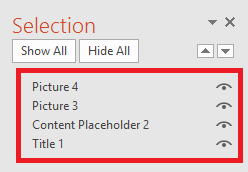 Selection
Show All Hide All
Picture 4
Picture 3
Content Placeholder 2
Title 1